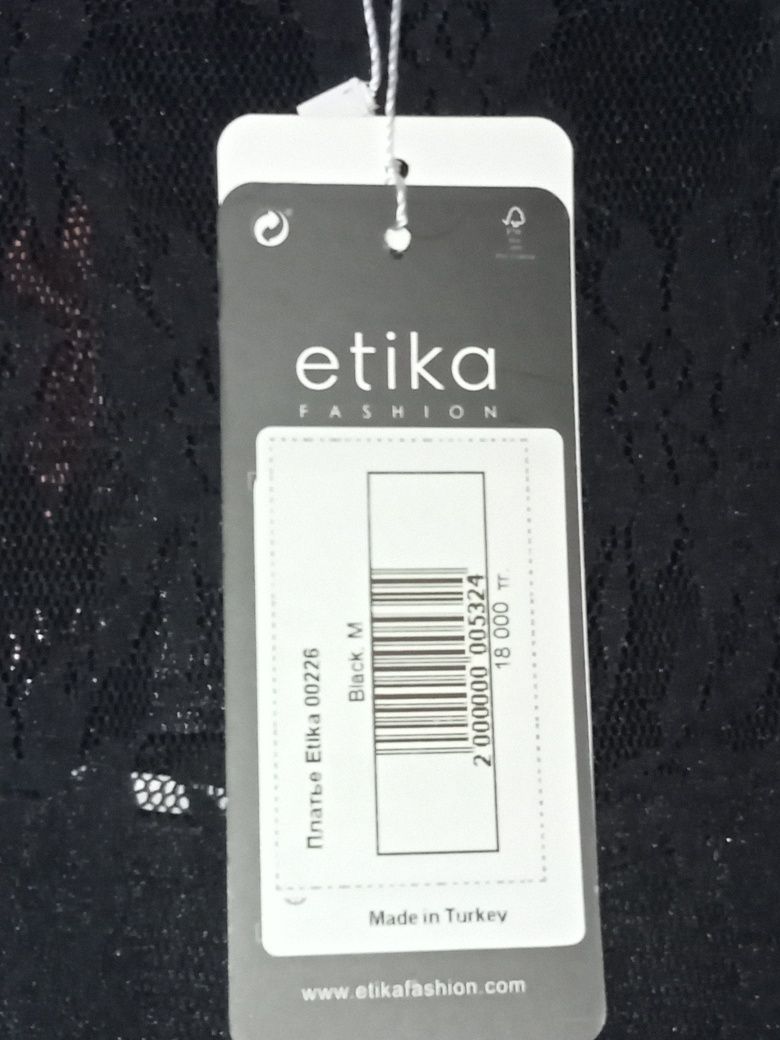 etika
FASHION
Платье Etika 00226
Black. M
2 000000 005324
18 000 тг.
Made in Turkey
www.etikafashion.com